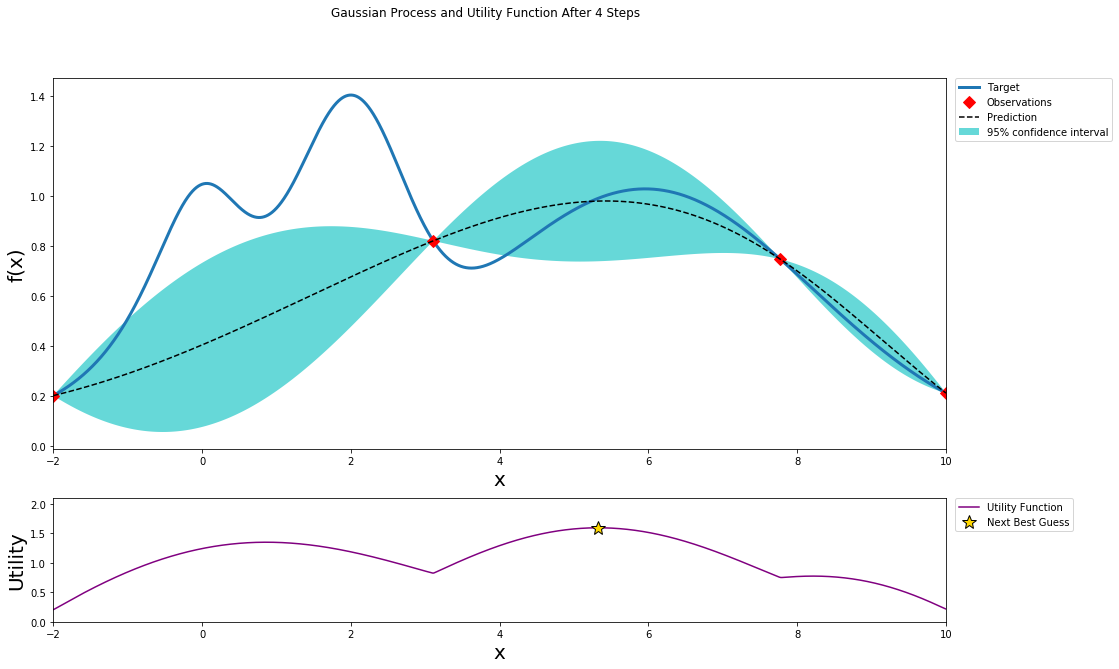 Gaussian Process and Utility Function After 4 Steps
1.4
1.2
1.0
0.8
0.6
0.4
0.2
0.0
f(x)
−2 0 2 4 6 8 10
x
Target
Observations
Prediction
95% confidence interval
2.0
1.5
1.0
0.5
0.0
Utility
−2 0 2 4 6 8 10
x
Utility Function
Next Best Guess